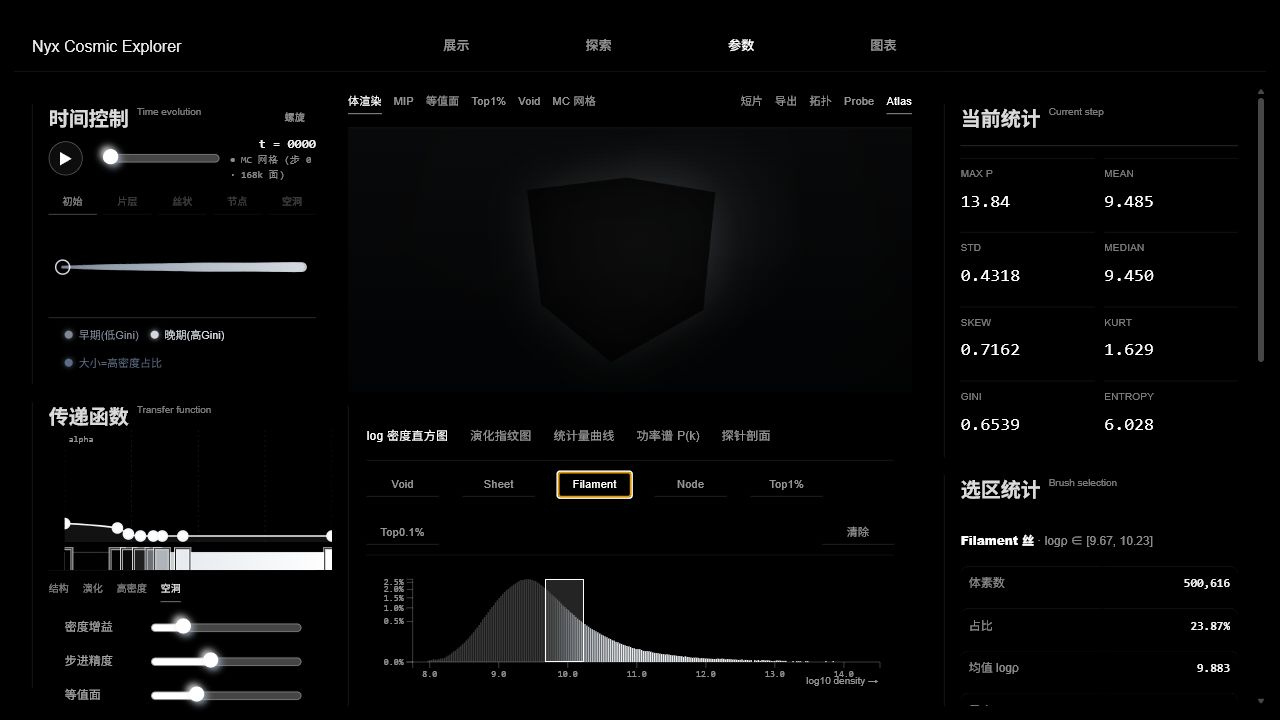 Nyx Cosmic Explorer
展示
探索
参数
图表
时间控制 Time evolution
螺旋
t = 0000
• MC 网格 (步 0
· 168k 面)
初始
片层
丝状
节点
空洞
早期(低Gini) 晚期(高Gini)
大小=高密度占比
传递函数 Transfer function
alpha
结构 演化 高密度 空洞
密度增益
步进精度
等值面
体渲染 MIP 等值面 Top1% Void MC 网格
短片 导出 拓扑 Probe Atlas
log 密度直方图 演化指纹图 统计量曲线 功率谱 P(k) 探针剖面
Void Sheet Filament Node Top1%
Top0.1% 清除
2.5%
2.0%
1.5%
1.0%
0.5%
0.0%
8.0 9.0 10.0 11.0 12.0 13.0 14.0
log10 density →
当前统计 Current step
MAX Ρ MEAN
13.84 9.485
STD MEDIAN
0.4318 9.450
SKEW KURT
0.7162 1.629
GINI ENTROPY
0.6539 6.028
选区统计 Brush selection
Filament 丝 · logρ ∈ [9.67, 10.23]
体素数 500,616
占比 23.87%
均值 logρ 9.883